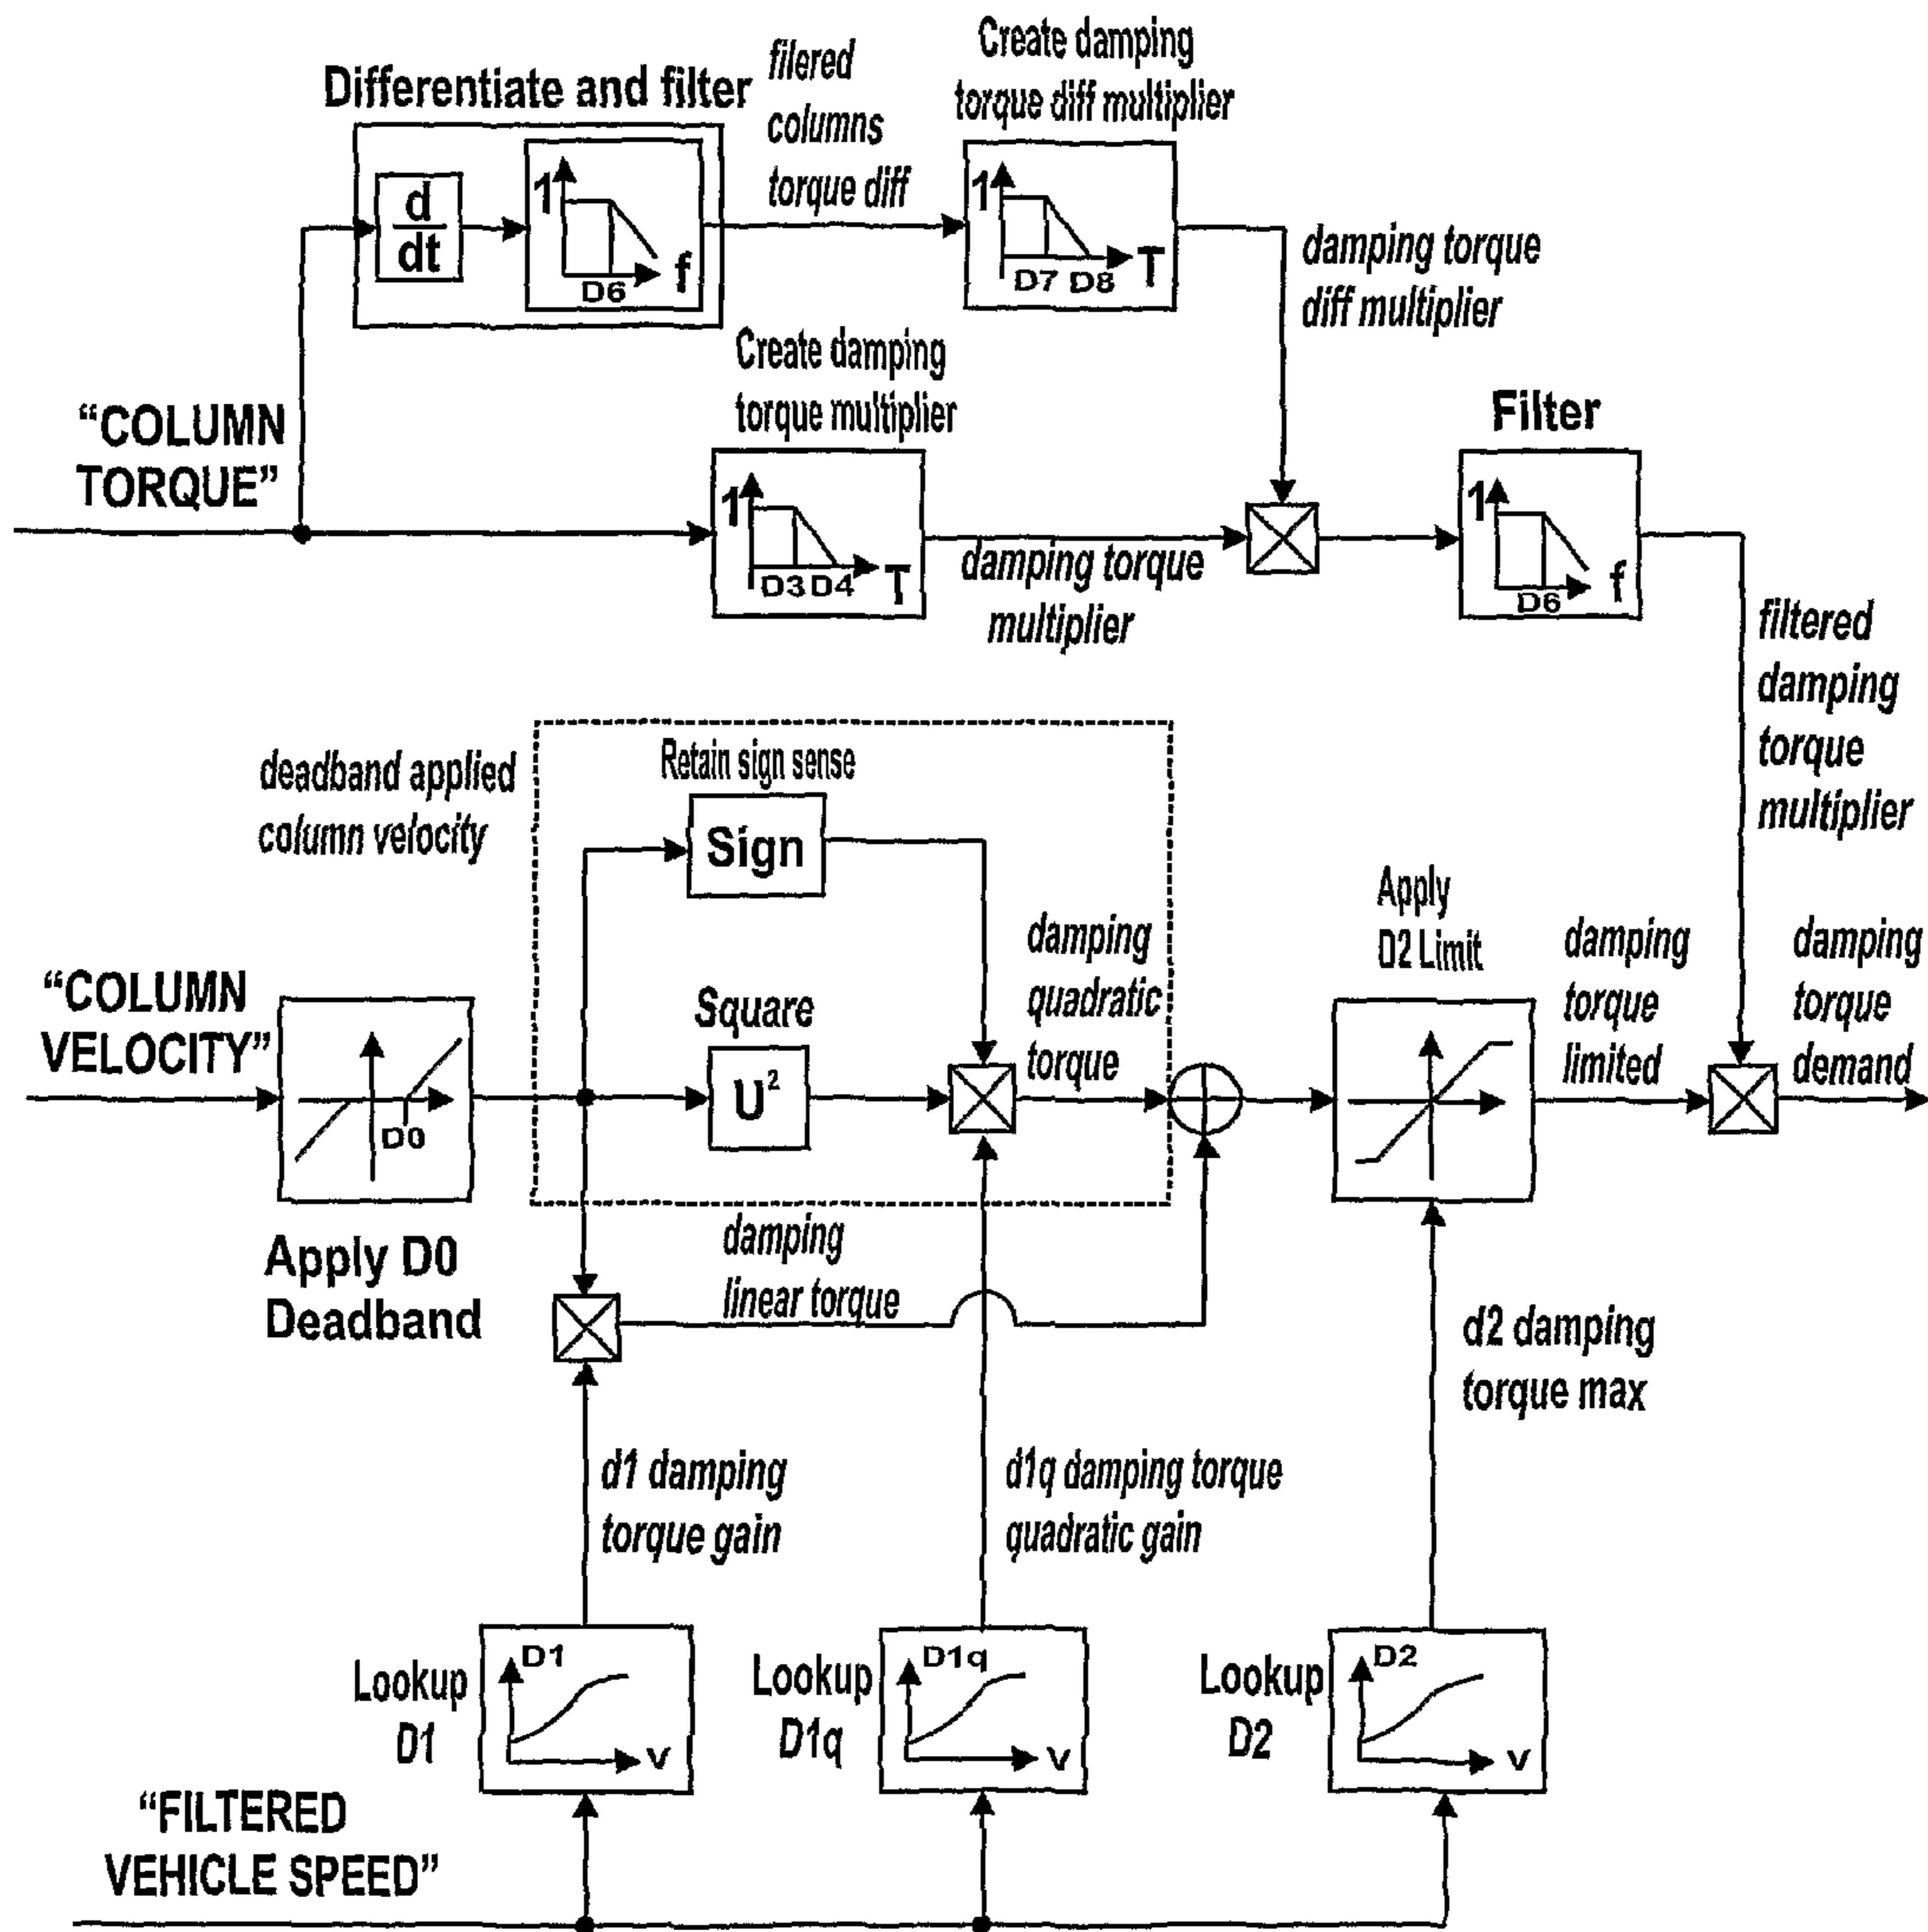 Differentiate and filter
d
dt
1
D6
f
filered
columns
torque diff
Create damping
torque diff multiplier
1
D7
D8
T
damping torque
diff multiplier
“COLUMN
TORQUE”
Create damping
torque multiplier
1
D3
D4
T
damping torque
multiplier
Filter
1
D6
f
filtered
damping
torque
multiplier
deadband applied
column velocity
Retain sign sense
Sign
“COLUMN
VELOCITY”
D0
Apply D0
Deadband
Square
U²
damping
quadratic
torque
Apply
D2 Limit
damping
torque
limited
damping
torque
demand
damping
linear torque
d1 damping
torque gain
d1q damping torque
quadratic gain
d2 damping
torque max
Lookup
D1
D1
V
Lookup
D1q
D1q
V
Lookup
D2
D2
V
“FILTERED
VEHICLE SPEED”